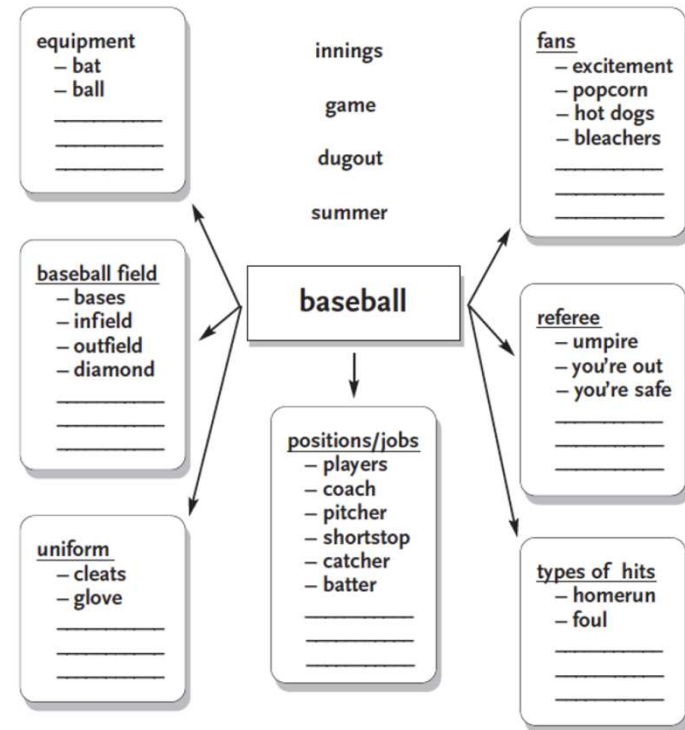 equipment
– bat
– ball
innings
game
dugout
summer
fans
– excitement
– popcorn
– hot dogs
– bleachers
baseball field
– bases
– infield
– outfield
– diamond
baseball
referee
– umpire
– you're out
– you're safe
positions/jobs
– players
– coach
– pitcher
– shortstop
– catcher
– batter
uniform
– cleats
– glove
types of hits
– homerun
– foul